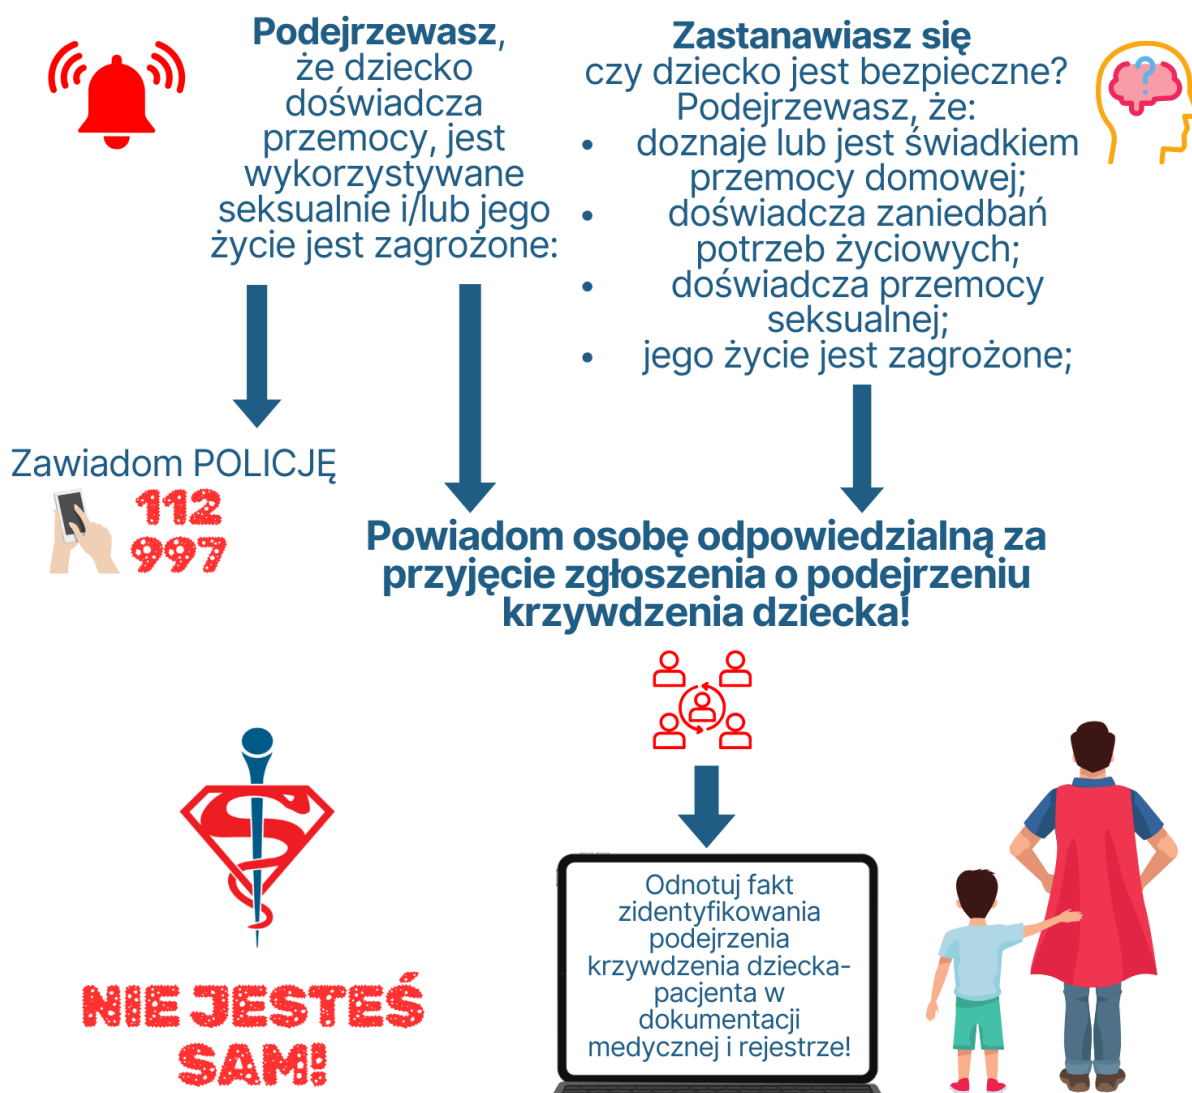 Podejrzewasz,
że dziecko
doświadcza
przemocy, jest
wykorzystywane
seksualnie i/lub jego
życie jest zagrożone:
Zastanawiasz się
czy dziecko jest bezpieczne?
Podejrzewasz, że:
• doznaje lub jest świadkiem
przemocy domowej;
• doświadcza zaniedbań
potrzeb życiowych;
• doświadcza przemocy
seksualnej;
• jego życie jest zagrożone;
Zawiadom POLICJĘ
112
997
Powiadom osobę odpowiedzialną za
przyjęcie zgłoszenia o podejrzeniu
krzywdzenia dziecka!
Odnotuj fakt
zidentyfikowania
podejrzenia
krzywdzenia dziecka-
pacjenta w
dokumentacji
medycznej i rejestrze!
NIE JESTEŚ
SAM!